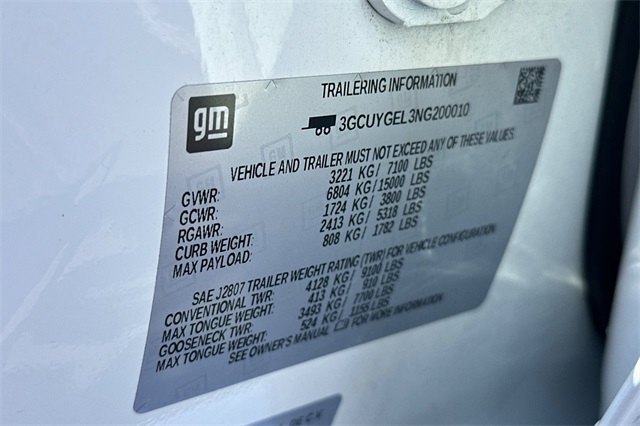 TRAILERING INFORMATION
gm
3GCUYGEL3NG200010
VEHICLE AND TRAILER MUST NOT EXCEED ANY OF THESE VALUES
GVWR: 3221 KG/ 7100 LBS
GCWR: 6804 KG/15000 LBS
RGAWR: 1724 KG/ 3800 LBS
CURB WEIGHT: 2413 KG/ 5318 LBS
MAX PAYLOAD: 808 KG/ 1782 LBS
SAE J2807 TRAILER WEIGHT RATING (TWR) FOR VEHICLE CONFIGURATION
CONVENTIONAL TWR: 4128 KG/ 9100 LBS
MAX TONGUE WEIGHT: 413 KG/ 910 LBS
GOOSENECK TWR: 3493 KG/ 7700 LBS
MAX TONGUE WEIGHT: 524 KG/ 1155 LBS
SEE OWNER'S MANUAL FOR MORE INFORMATION